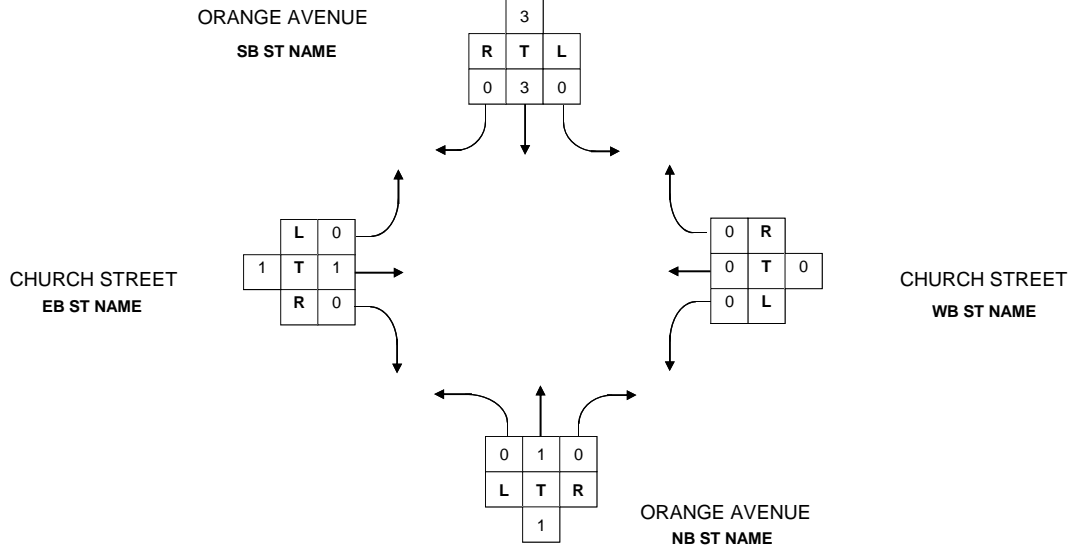 ORANGE AVENUE
SB ST NAME
3
R T L
0 3 0
CHURCH STREET
EB ST NAME
L 0
1 T 1
R 0
0 R
0 T 0
0 L
CHURCH STREET
WB ST NAME
0 1 0
L T R
1
ORANGE AVENUE
NB ST NAME